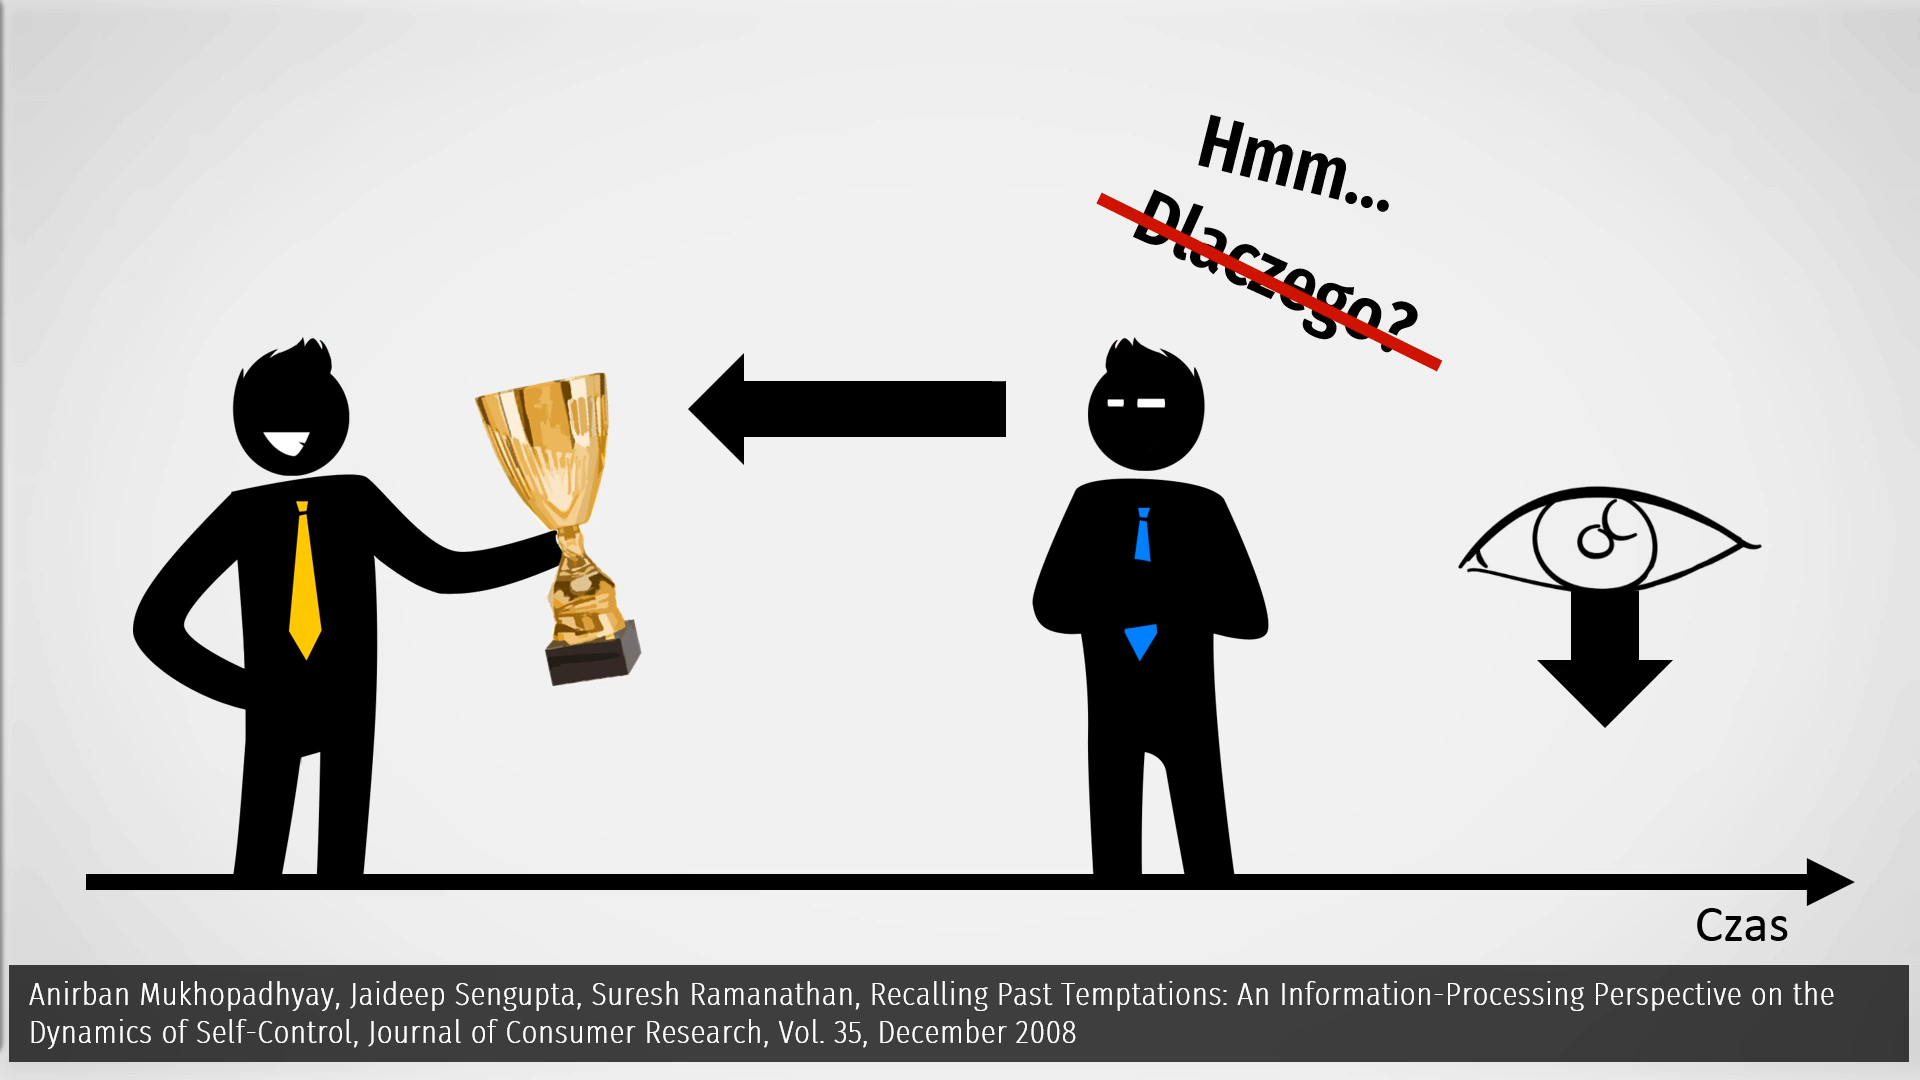 Hmm...
Dlaczego?
Czas
Anirban Mukhopadhyay, Jaideep Sengupta, Suresh Ramanathan, Recalling Past Temptations: An Information-Processing Perspective on the
Dynamics of Self-Control, Journal of Consumer Research, Vol. 35, December 2008